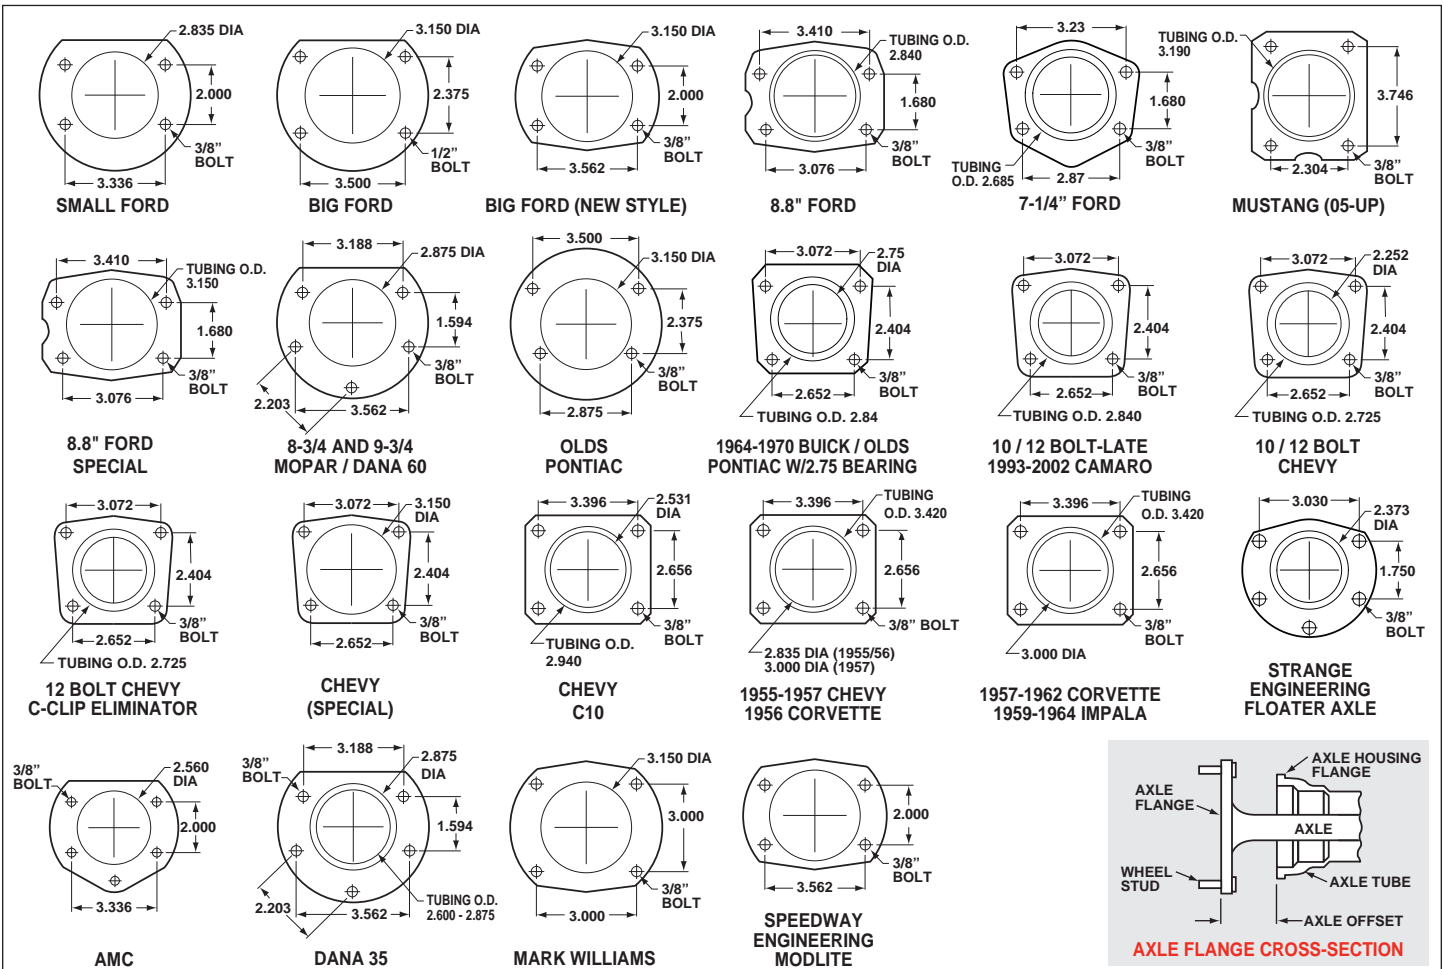 2.835 DIA
2.000
3/8”
BOLT
3.336
SMALL FORD
3.150 DIA
2.375
1/2”
BOLT
3.500
BIG FORD
3.150 DIA
2.000
3/8”
BOLT
3.562
BIG FORD (NEW STYLE)
3.410
TUBING O.D.
2.840
1.680
3/8”
BOLT
3.076
8.8" FORD
3.23
1.680
3/8”
BOLT
TUBING
O.D. 2.685
2.87
7-1/4” FORD
TUBING O.D.
3.190
3.746
3/8”
BOLT
2.304
MUSTANG (05-UP)
3.410
TUBING O.D.
3.150
1.680
3/8”
BOLT
3.076
8.8" FORD
SPECIAL
3.188
2.875 DIA
1.594
3/8”
BOLT
2.203
3.562
8-3/4 AND 9-3/4
MOPAR / DANA 60
3.500
3.150 DIA
2.375
3/8”
BOLT
2.875
OLDS
PONTIAC
3.072
2.75
DIA
2.404
3/8”
BOLT
2.652
TUBING O.D. 2.84
1964-1970 BUICK / OLDS
PONTIAC W/2.75 BEARING
3.072
2.404
3/8”
BOLT
2.652
TUBING O.D. 2.840
10 / 12 BOLT-LATE
1993-2002 CAMARO
3.072
2.252
DIA
2.404
3/8”
BOLT
2.652
TUBING O.D. 2.725
10 / 12 BOLT
CHEVY
3.072
2.404
3/8”
BOLT
2.652
TUBING O.D. 2.725
12 BOLT CHEVY
C-CLIP ELIMINATOR
3.072
3.150
DIA
2.404
3/8”
BOLT
2.652
CHEVY
(SPECIAL)
3.396
2.531
DIA
2.656
3/8”
BOLT
TUBING O.D.
2.940
CHEVY
C10
3.396
TUBING
O.D. 3.420
2.656
3/8” BOLT
2.835 DIA (1955/56)
3.000 DIA (1957)
1955-1957 CHEVY
1956 CORVETTE
3.396
TUBING
O.D. 3.420
2.656
3/8”
BOLT
3.000 DIA
1957-1962 CORVETTE
1959-1964 IMPALA
3.030
2.373
DIA
1.750
3/8”
BOLT
STRANGE
ENGINEERING
FLOATER AXLE
3/8”
BOLT
2.560
DIA
2.000
3.336
AMC
3/8”
BOLT
3.188
2.875
DIA
1.594
2.203
3.562
TUBING O.D.
2.600 - 2.875
DANA 35
3.150 DIA
3.000
3/8”
BOLT
3.000
MARK WILLIAMS
2.000
3/8”
BOLT
3.562
SPEEDWAY
ENGINEERING
MODLITE
AXLE HOUSING
FLANGE
AXLE
FLANGE
AXLE
WHEEL
STUD
AXLE TUBE
AXLE OFFSET
AXLE FLANGE CROSS-SECTION